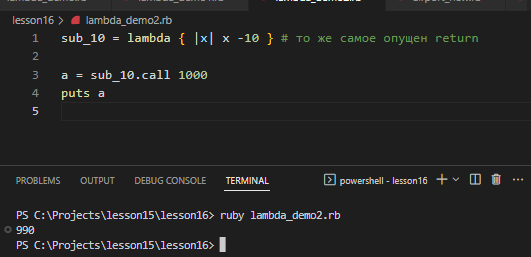 lesson16 > lambda_demo2.rb
1 sub_10 = lambda { |x| x -10 } # то же самое опущен return
2
3 a = sub_10.call 1000
4 puts a
5
PROBLEMS OUTPUT DEBUG CONSOLE TERMINAL powershell - lesson16
PS C:\Projects\lesson15\lesson16> ruby lambda_demo2.rb
990
PS C:\Projects\lesson15\lesson16>